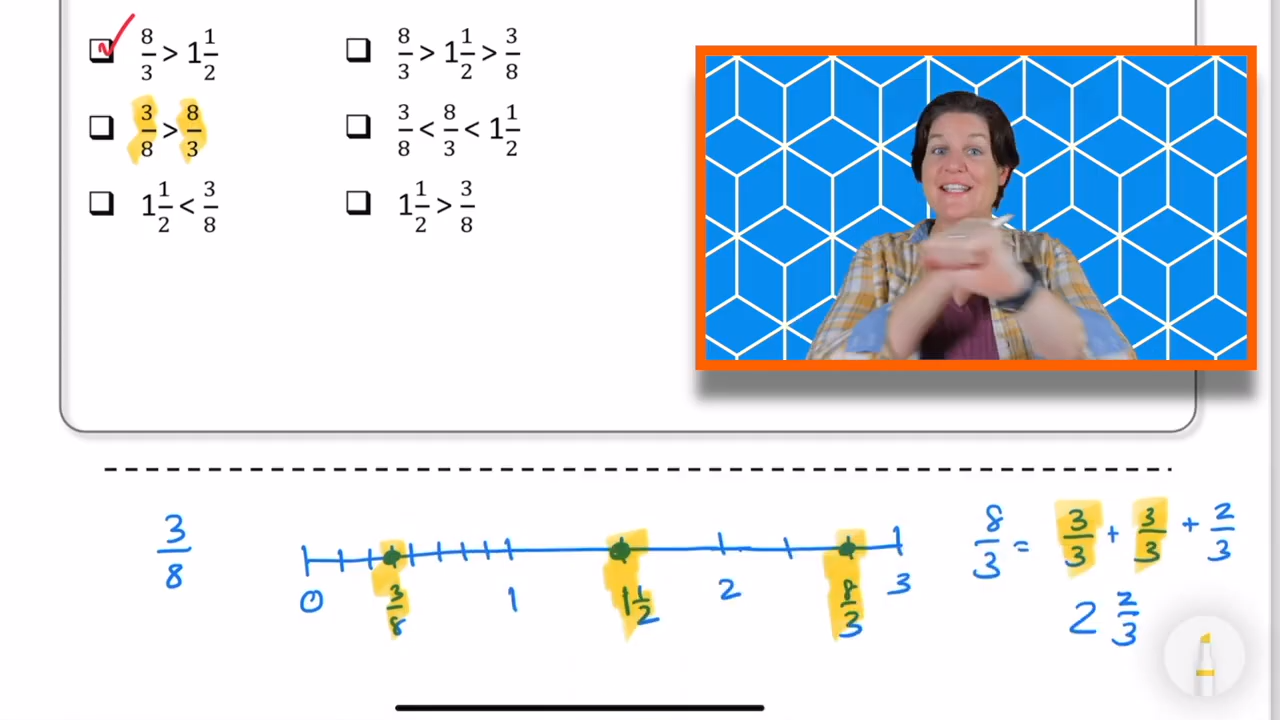 8/3 > 1 1/2
3/8 > 8/3
1 1/2 < 3/8
8/3 > 1 1/2 > 3/8
3/8 < 8/3 < 1 1/2
1 1/2 > 3/8
3/8
0 3/8 1 1 1/2 2 8/3 3
8/3 = 3/3 + 3/3 + 2/3
2 2/3